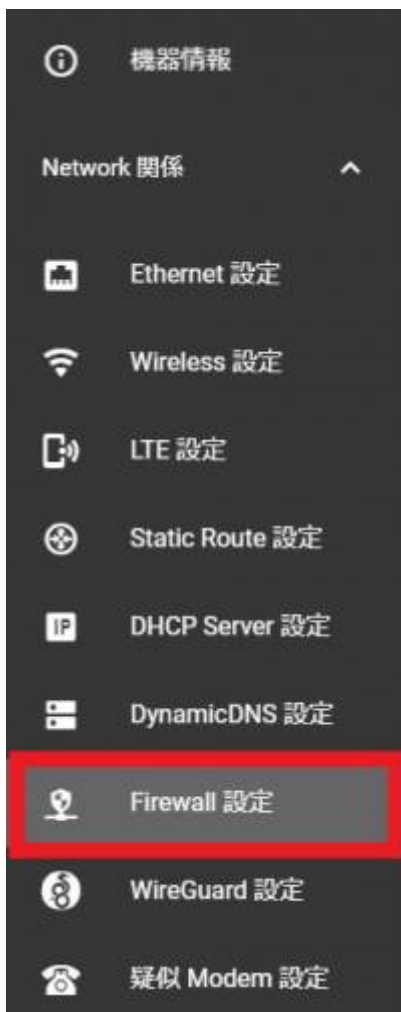 機器情報
Network 関係
Ethernet 設定
Wireless 設定
LTE 設定
Static Route 設定
IP
DHCP Server 設定
DynamicDNS 設定
Firewall 設定
WireGuard 設定
疑似 Modem 設定